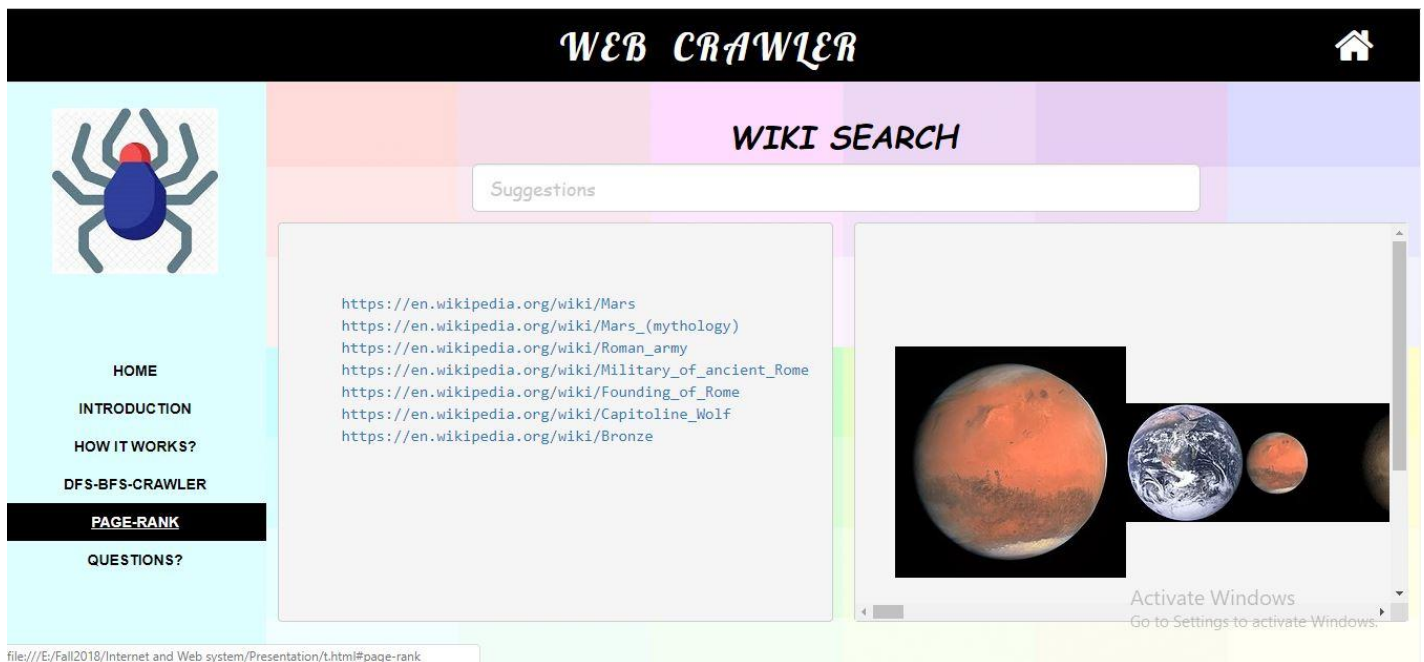 WEB CRAWLER
WIKI SEARCH
Suggestions
HOME
INTRODUCTION
HOW IT WORKS?
DFS-BFS-CRAWLER
PAGE-RANK
QUESTIONS?
https://en.wikipedia.org/wiki/Mars
https://en.wikipedia.org/wiki/Mars_(mythology)
https://en.wikipedia.org/wiki/Roman_army
https://en.wikipedia.org/wiki/Military_of_ancient_Rome
https://en.wikipedia.org/wiki/Founding_of_Rome
https://en.wikipedia.org/wiki/Capitoline_Wolf
https://en.wikipedia.org/wiki/Bronze
Activate Windows
Go to Settings to activate Windows.
file:///E:/Fall2018/Internet and Web system/Presentation/t.html#page-rank